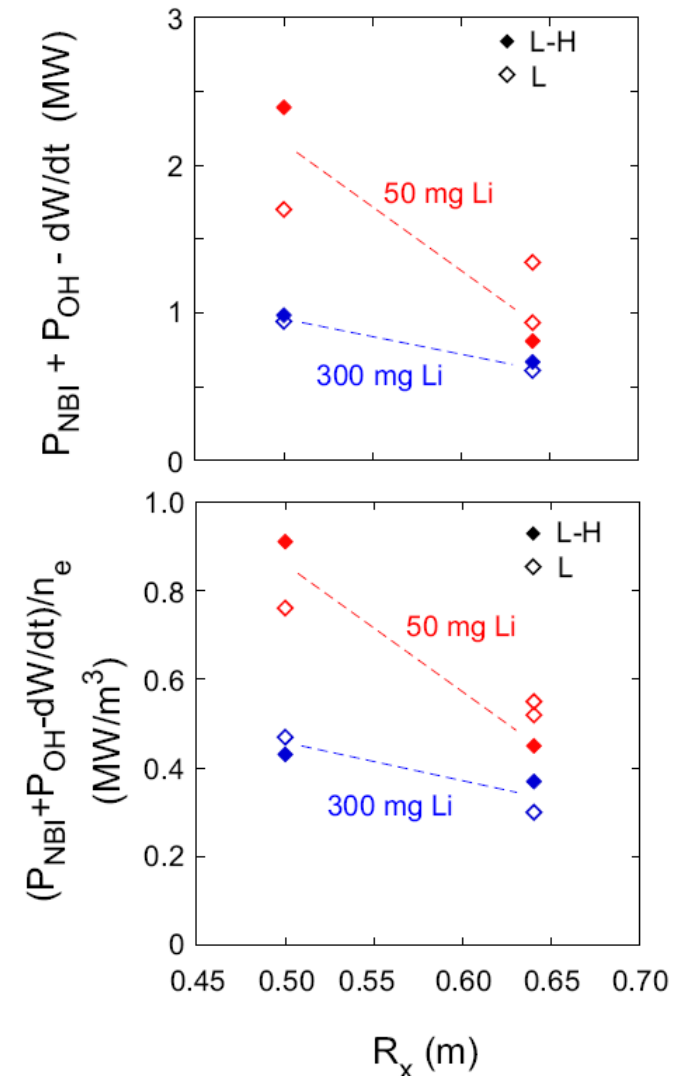 P_NBI + P_OH - dW/dt (MW)
3
2
1
0
L-H
L
50 mg Li
300 mg Li
(P_NBI+P_OH-dW/dt)/n_e
(MW/m³)
1.0
0.8
0.6
0.4
0.2
0
L-H
L
50 mg Li
300 mg Li
0.45 0.50 0.55 0.60 0.65 0.70
R_x (m)